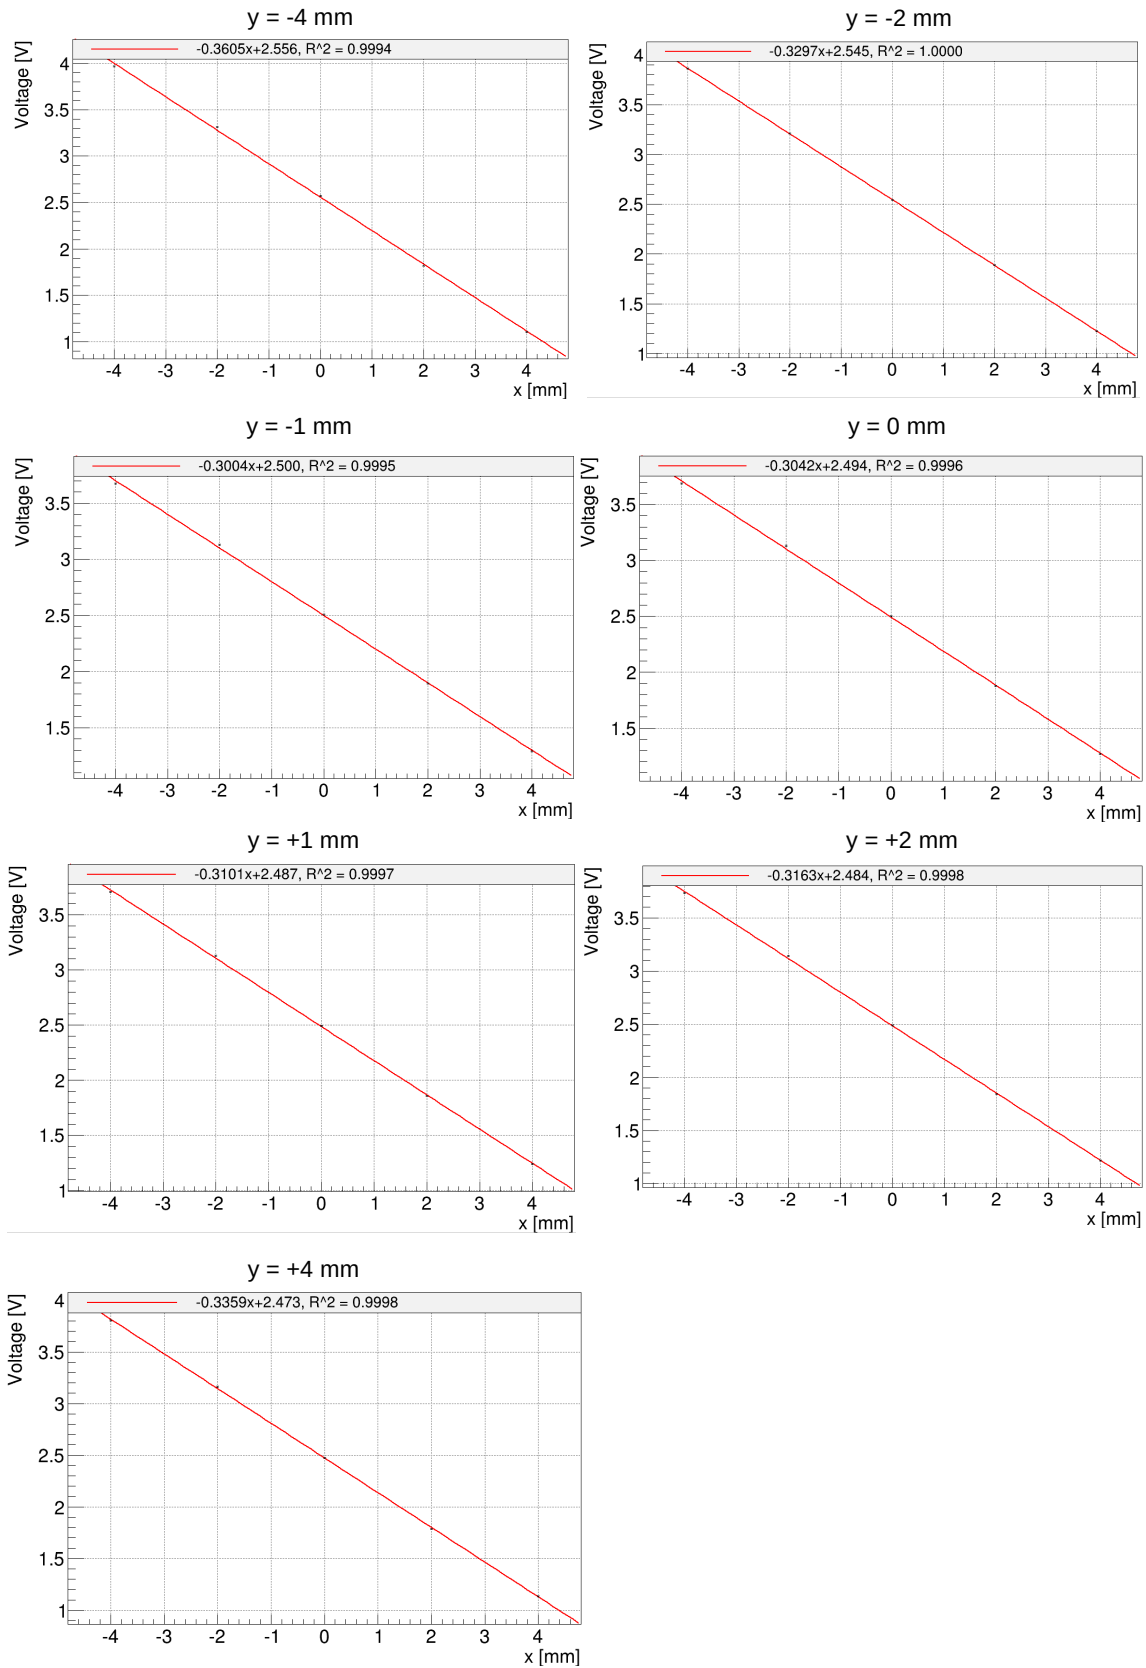 y = -4 mm
-0.3605x+2.556, R^2 = 0.9994
Voltage [V]
4
3.5
3
2.5
2
1.5
1
-4 -3 -2 -1 0 1 2 3 4
x [mm]
y = -2 mm
-0.3297x+2.545, R^2 = 1.0000
Voltage [V]
4
3.5
3
2.5
2
1.5
1
-4 -3 -2 -1 0 1 2 3 4
x [mm]
y = -1 mm
-0.3004x+2.500, R^2 = 0.9995
Voltage [V]
3.5
3
2.5
2
1.5
-4 -3 -2 -1 0 1 2 3 4
x [mm]
y = 0 mm
-0.3042x+2.494, R^2 = 0.9996
Voltage [V]
3.5
3
2.5
2
1.5
-4 -3 -2 -1 0 1 2 3 4
x [mm]
y = +1 mm
-0.3101x+2.487, R^2 = 0.9997
Voltage [V]
3.5
3
2.5
2
1.5
1
-4 -3 -2 -1 0 1 2 3 4
x [mm]
y = +2 mm
-0.3163x+2.484, R^2 = 0.9998
Voltage [V]
3.5
3
2.5
2
1.5
1
-4 -3 -2 -1 0 1 2 3 4
x [mm]
y = +4 mm
-0.3359x+2.473, R^2 = 0.9998
Voltage [V]
4
3.5
3
2.5
2
1.5
1
-4 -3 -2 -1 0 1 2 3 4
x [mm]